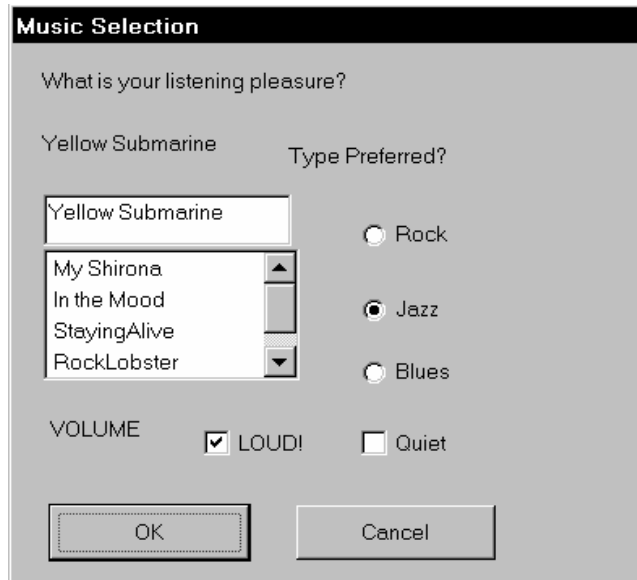 Music Selection
What is your listening pleasure?
Yellow Submarine
Type Preferred?
Yellow Submarine
Rock
My Shirona
In the Mood
Jazz
StayingAlive
RockLobster
Blues
VOLUME
LOUD!
Quiet
OK
Cancel